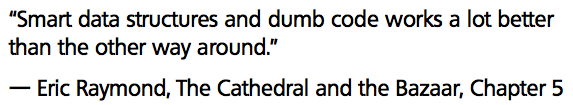 “Smart data structures and dumb code works a lot better
than the other way around.”
— Eric Raymond, The Cathedral and the Bazaar, Chapter 5